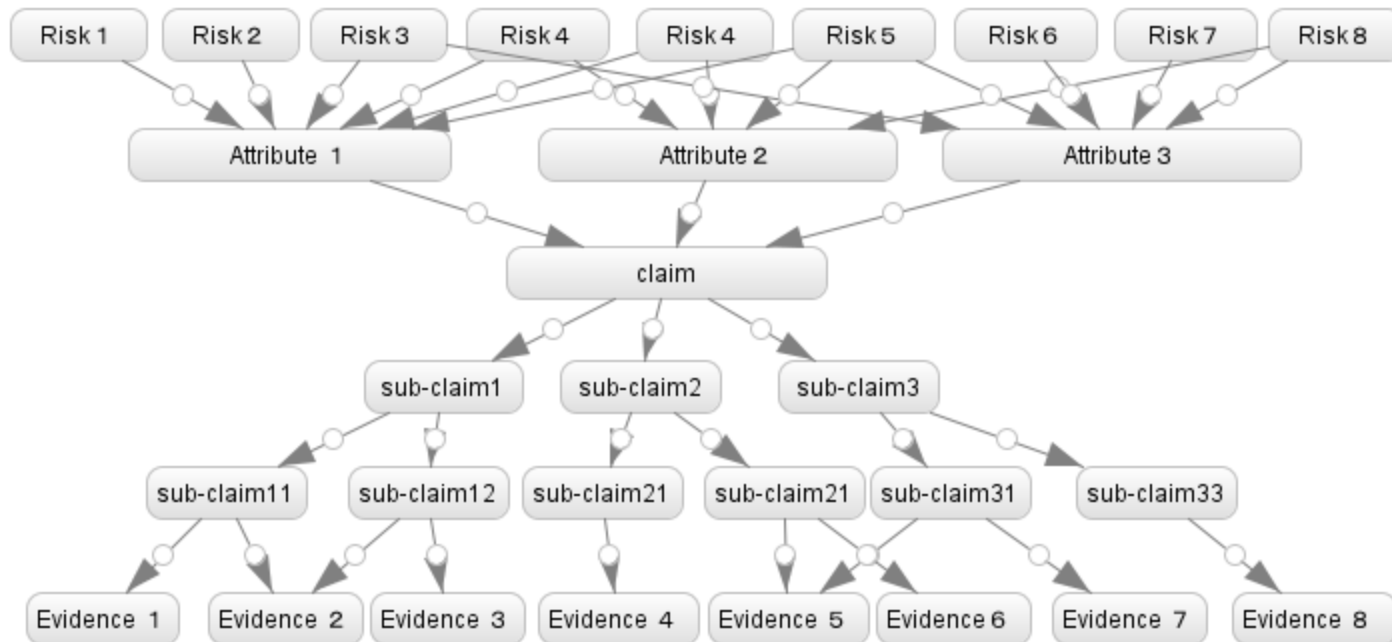 Risk 1
Risk 2
Risk 3
Risk 4
Risk 4
Risk 5
Risk 6
Risk 7
Risk 8
Attribute 1
Attribute 2
Attribute 3
claim
sub-claim1
sub-claim2
sub-claim3
sub-claim11
sub-claim12
sub-claim21
sub-claim21
sub-claim31
sub-claim33
Evidence 1
Evidence 2
Evidence 3
Evidence 4
Evidence 5
Evidence 6
Evidence 7
Evidence 8